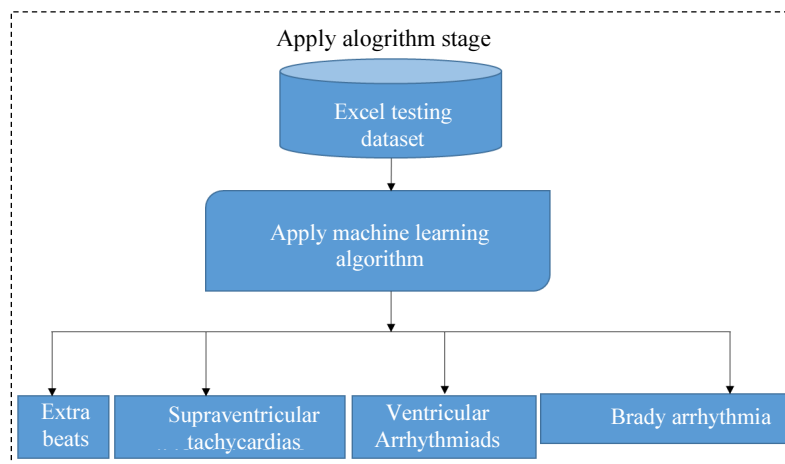 Apply alogrithm stage
Excel testing
dataset
Apply machine learning
algorithm
Extra
beats
Supraventricular
tachycardias
Ventricular
Arrhythmiads
Brady arrhythmia